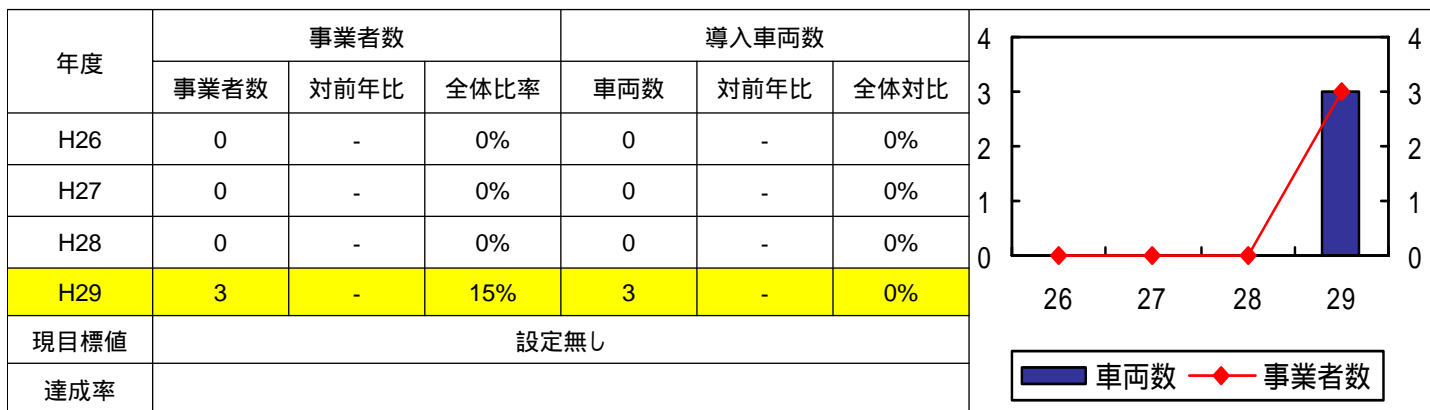 年度 事業者数 導入車両数
事業者数 対前年比 全体比率 車両数 対前年比 全体対比
H26 0 - 0% 0 - 0%
H27 0 - 0% 0 - 0%
H28 0 - 0% 0 - 0%
H29 3 - 15% 3 - 0%
現目標値 設定無し
達成率
4 4
3 3
2 2
1 1
0 0
26 27 28 29
車両数 事業者数